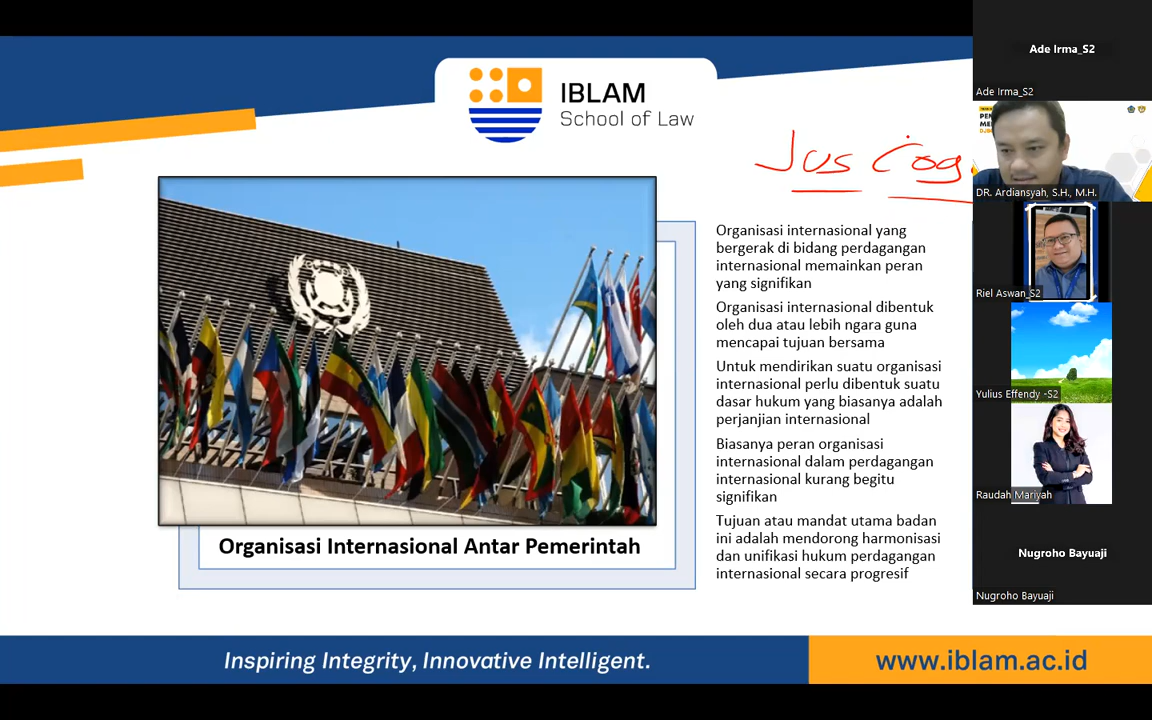 IBLAM
School of Law
Jus Cog
Organisasi internasional yang
bergerak di bidang perdagangan
internasional memainkan peran
yang signifikan
Organisasi internasional dibentuk
oleh dua atau lebih ngara guna
mencapai tujuan bersama
Untuk mendirikan suatu organisasi
internasional perlu dibentuk suatu
dasar hukum yang biasanya adalah
perjanjian internasional
Biasanya peran organisasi
internasional dalam perdagangan
internasional kurang begitu
signifikan
Tujuan atau mandat utama badan
ini adalah mendorong harmonisasi
dan unifikasi hukum perdagangan
internasional secara progresif
Organisasi Internasional Antar Pemerintah
Inspiring Integrity, Innovative Intelligent.
www.iblam.ac.id
Ade Irma_S2
Ade Irma_S2
DR. Ardiansyah, S.H., M.H.
Riel Aswan_S2
Yulius Effendy -S2
Raudah Mariyah
Nugroho Bayuaji
Nugroho Bayuaji